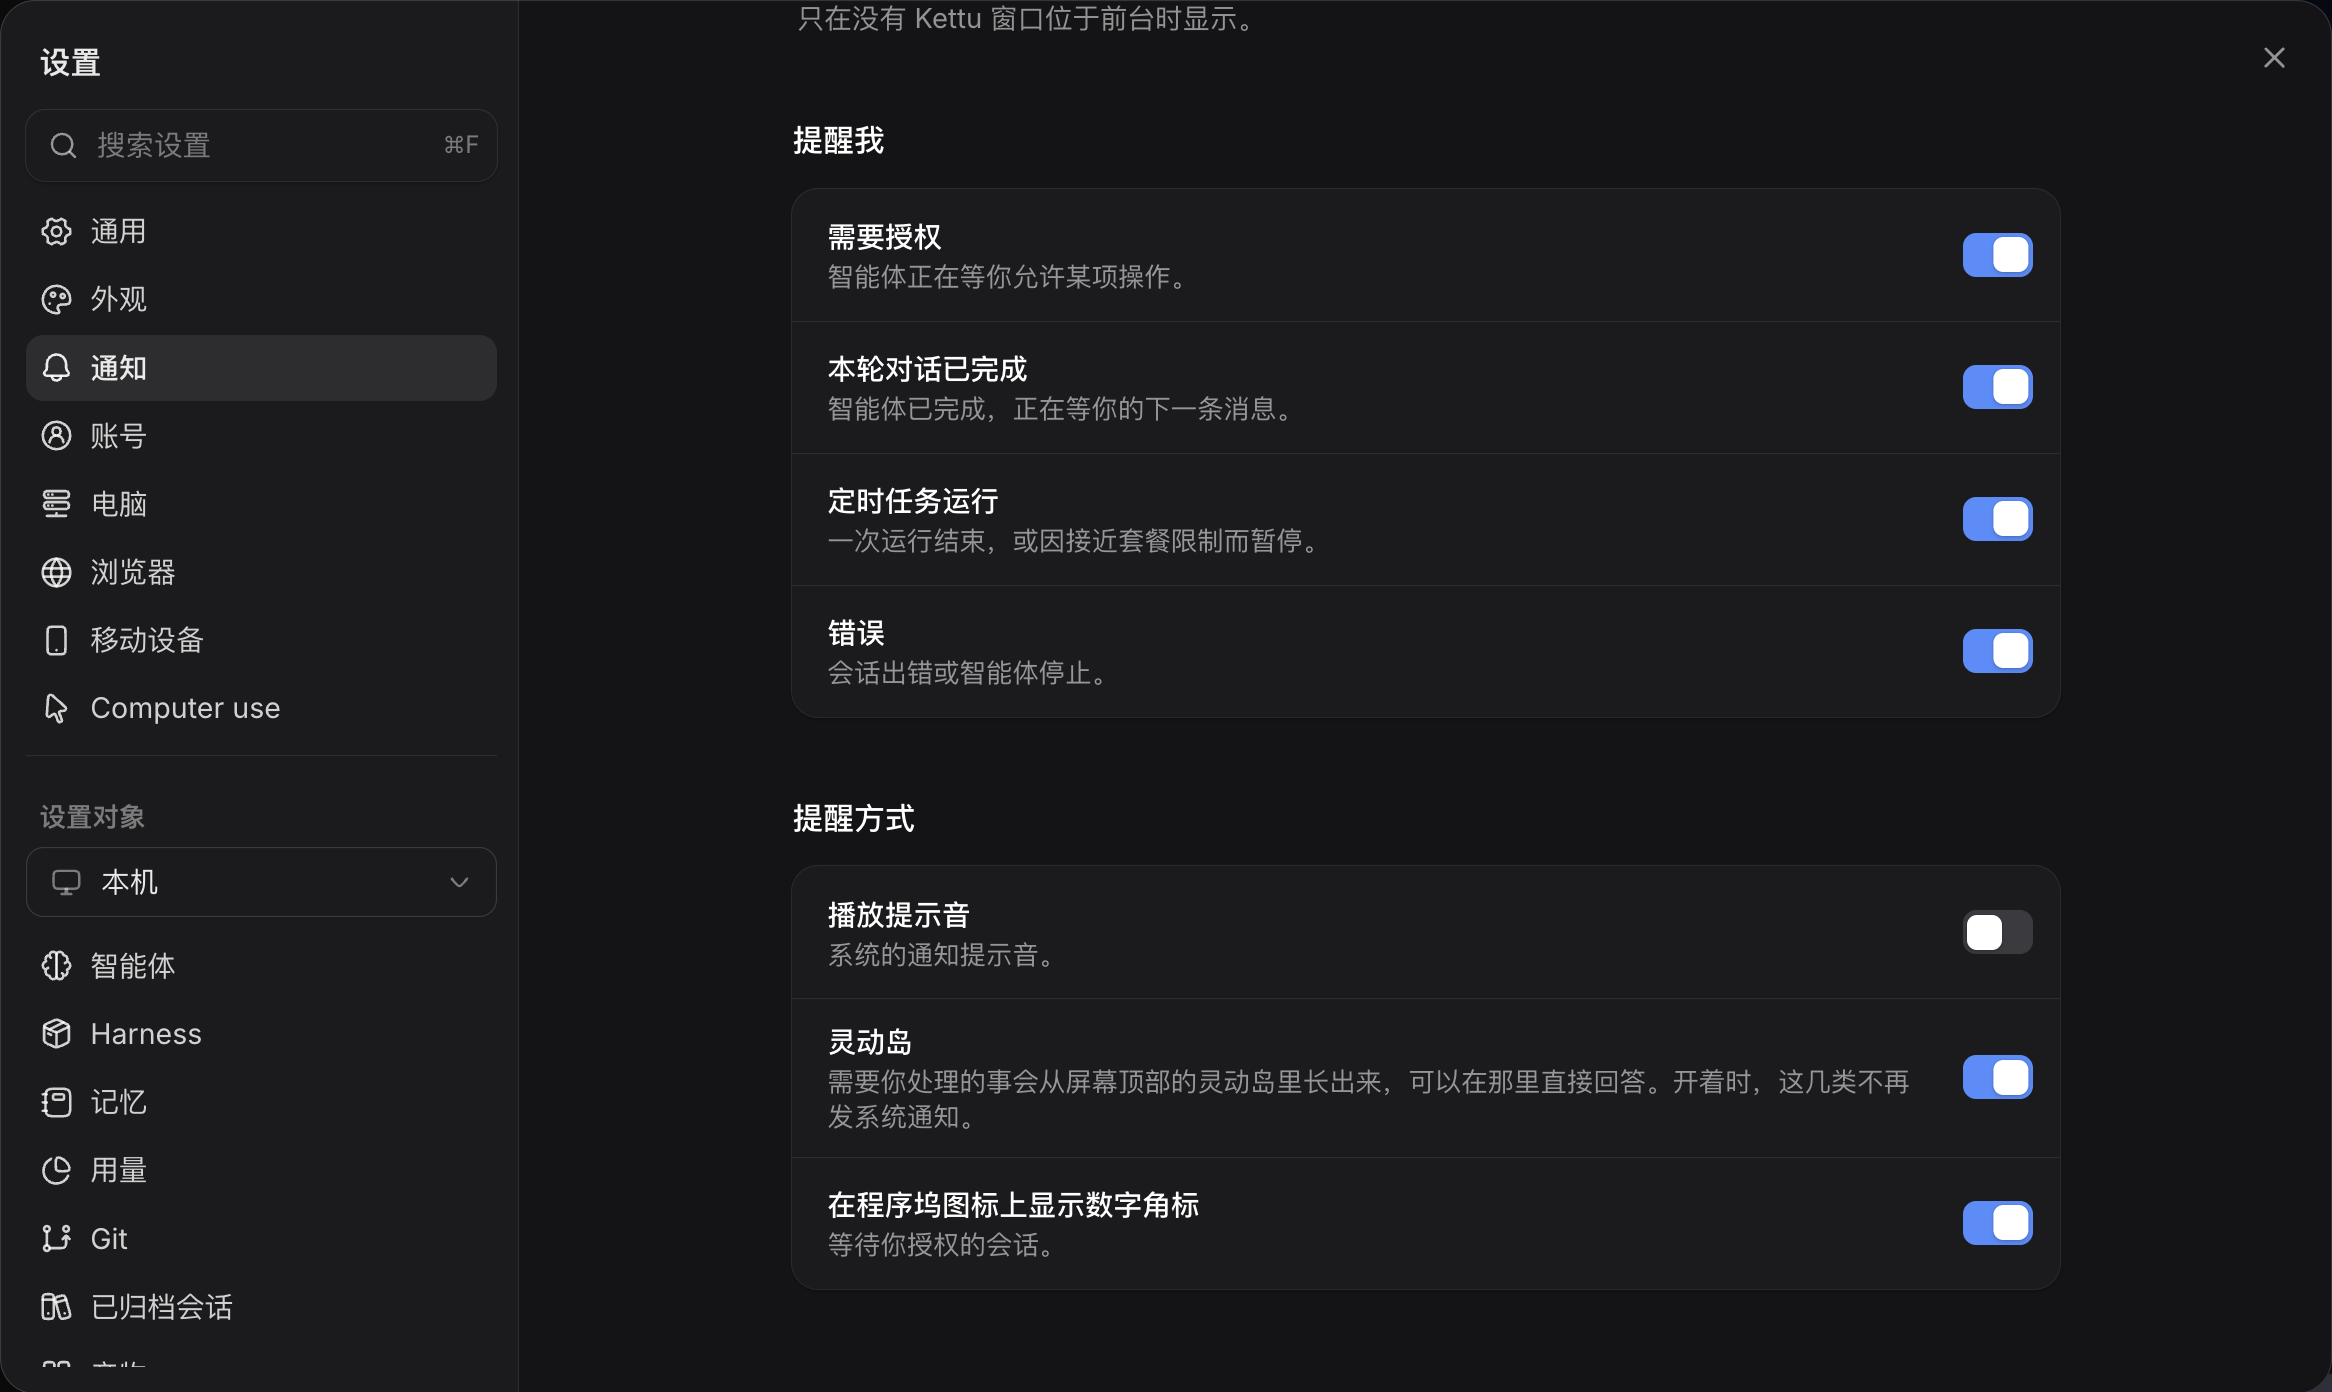 设置
搜索设置 ⌘F
通用
外观
通知
账号
电脑
浏览器
移动设备
Computer use
设置对象
本机
智能体
Harness
记忆
用量
Git
已归档会话
只在没有 Kettu 窗口位于前台时显示。
提醒我
需要授权
智能体正在等你允许某项操作。
本轮对话已完成
智能体已完成，正在等你的下一条消息。
定时任务运行
一次运行结束，或因接近套餐限制而暂停。
错误
会话出错或智能体停止。
提醒方式
播放提示音
系统的通知提示音。
灵动岛
需要你处理的事会从屏幕顶部的灵动岛里长出来，可以在那里直接回答。开着时，这几类不再
发系统通知。
在程序坞图标上显示数字角标
等待你授权的会话。